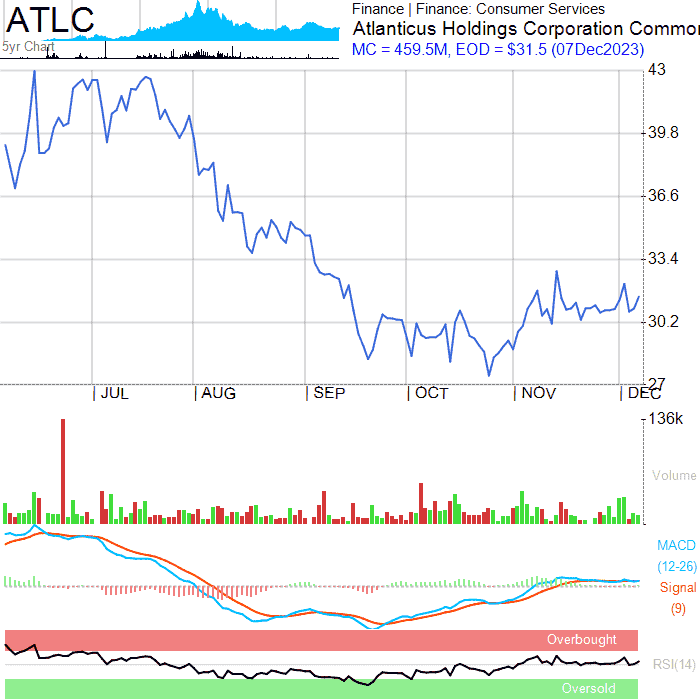 ATLC
5yr Chart
Finance | Finance: Consumer Services
Atlanticus Holdings Corporation Commo
MC = 459.5M, EOD = $31.5 (07Dec2023)
43
39.8
36.6
33.4
30.2
27
JUL
AUG
SEP
OCT
NOV
DEC
136k
Volume
MACD
(12-26)
Signal
(9)
Overbought
RSI(14)
Oversold